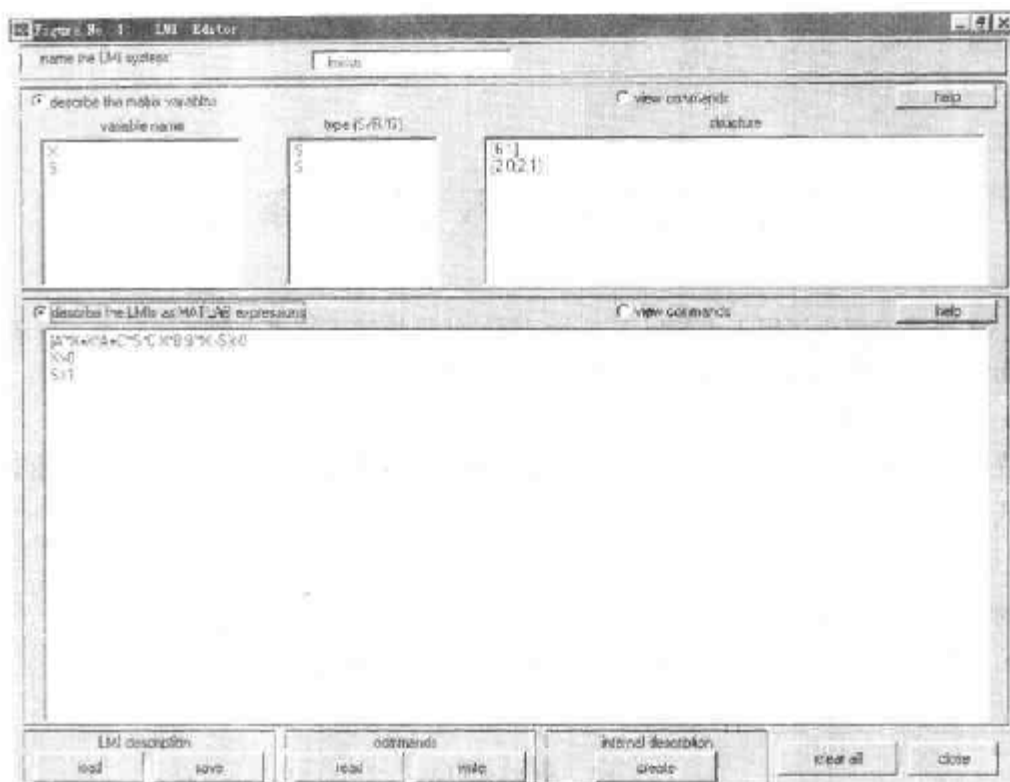 Figure No. 1: LMI Editor
name the LMI system:
describe the matrix variables
view commands
help
variable name
type (S/R/G)
structure
X
S
S
S
[6 1]
[2 0;2 1]
describe the LMIs as MATLAB expressions
view commands
help
[A'*X+X*A+C'*S*C X*B;B'*X -S]<0
X>0
S>1
LMI description
commands
internal description
read
save
read
write
create
clear all
close